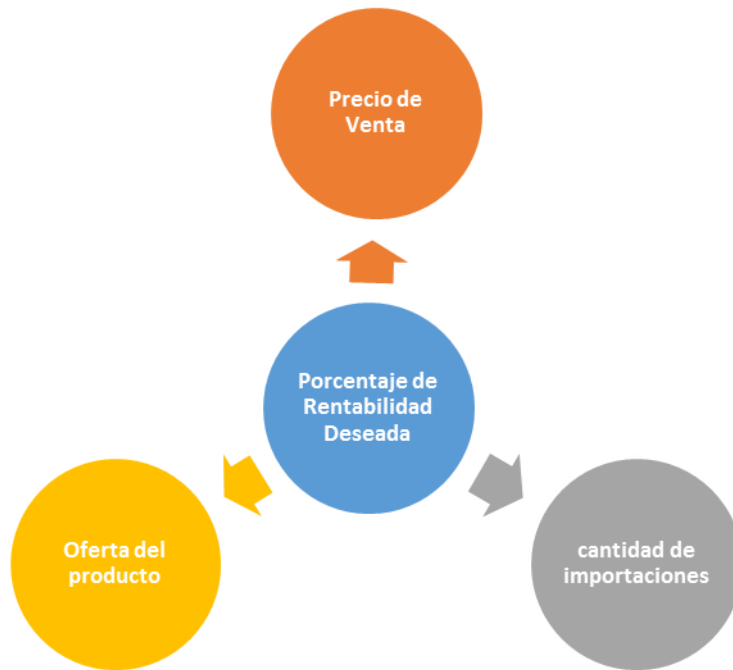 Precio de
Venta
Porcentaje de
Rentabilidad
Deseada
Oferta del
producto
cantidad de
importaciones